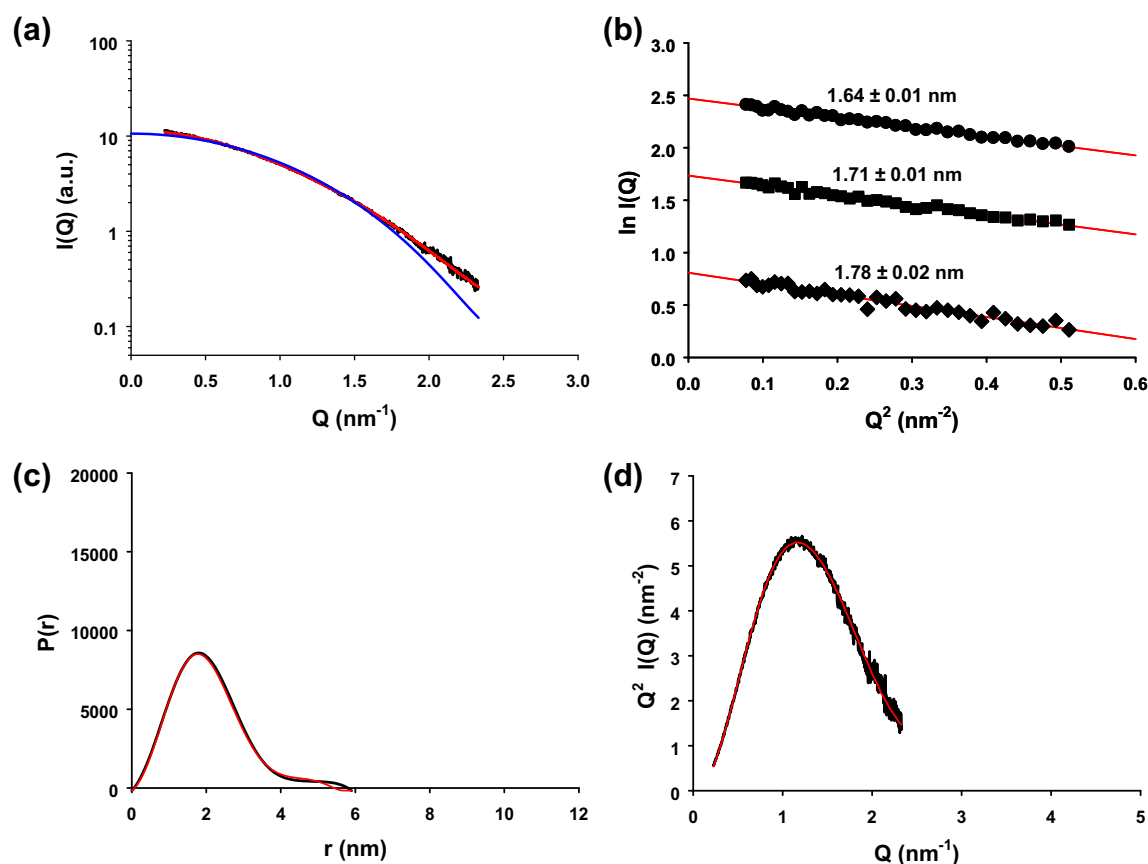 (a)
100
10
1
0.1
I(Q) (a.u.)
0.0 0.5 1.0 1.5 2.0 2.5 3.0
Q (nm⁻¹)
(b)
3.0
2.5
2.0
1.5
1.0
0.5
0.0
ln I(Q)
1.64 ± 0.01 nm
1.71 ± 0.01 nm
1.78 ± 0.02 nm
0.0 0.1 0.2 0.3 0.4 0.5 0.6
Q² (nm⁻²)
(c)
20000
15000
10000
5000
0
P(r)
0 2 4 6 8 10 12
r (nm)
(d)
7
6
5
4
3
2
1
0
Q² I(Q) (nm⁻²)
0 1 2 3 4 5
Q (nm⁻¹)